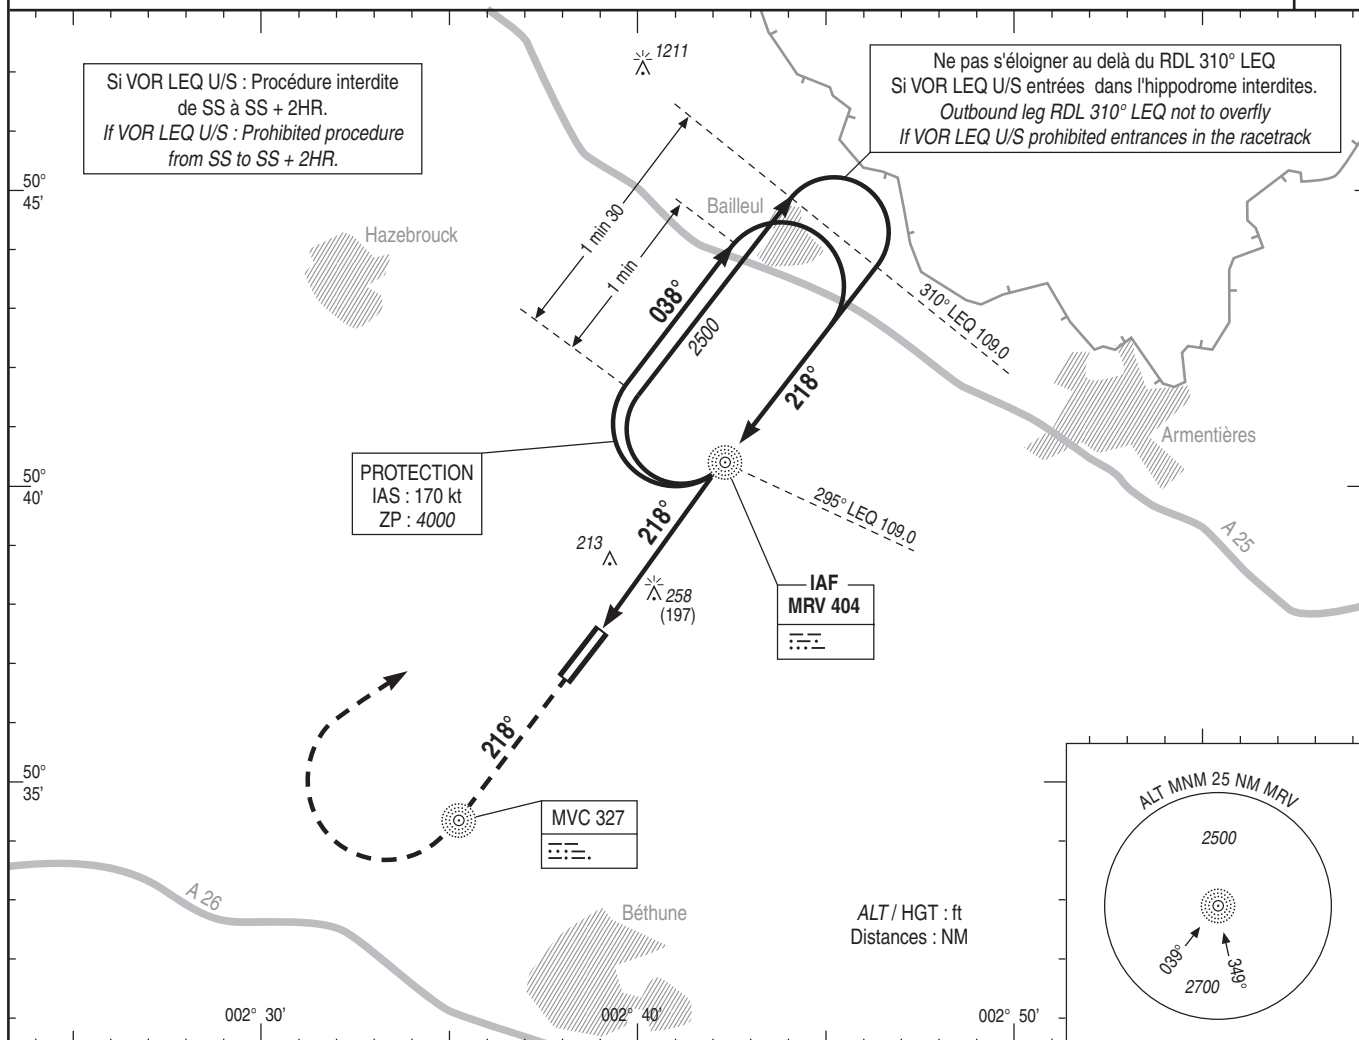 1211
Si VOR LEQ U/S : Procédure interdite
de SS à SS + 2HR.
If VOR LEQ U/S : Prohibited procedure
from SS to SS + 2HR.
Ne pas s'éloigner au delà du RDL 310° LEQ
Si VOR LEQ U/S entrées dans l'hippodrome interdites.
Outbound leg RDL 310° LEQ not to overfly
If VOR LEQ U/S prohibited entrances in the racetrack
50°
45'
Bailleul
Hazebrouck
1 min 30
1 min
038°
2500
310° LEQ 109.0
218°
Armentières
PROTECTION
IAS : 170 kt
ZP : 4000
50°
40'
295° LEQ 109.0
218°
A 25
213
258
(197)
IAF
MRV 404
218°
50°
35'
MVC 327
ALT MNM 25 NM MRV
2500
039°
349°
2700
A 26
Béthune
ALT / HGT : ft
Distances : NM
002° 30'
002° 40'
002° 50'